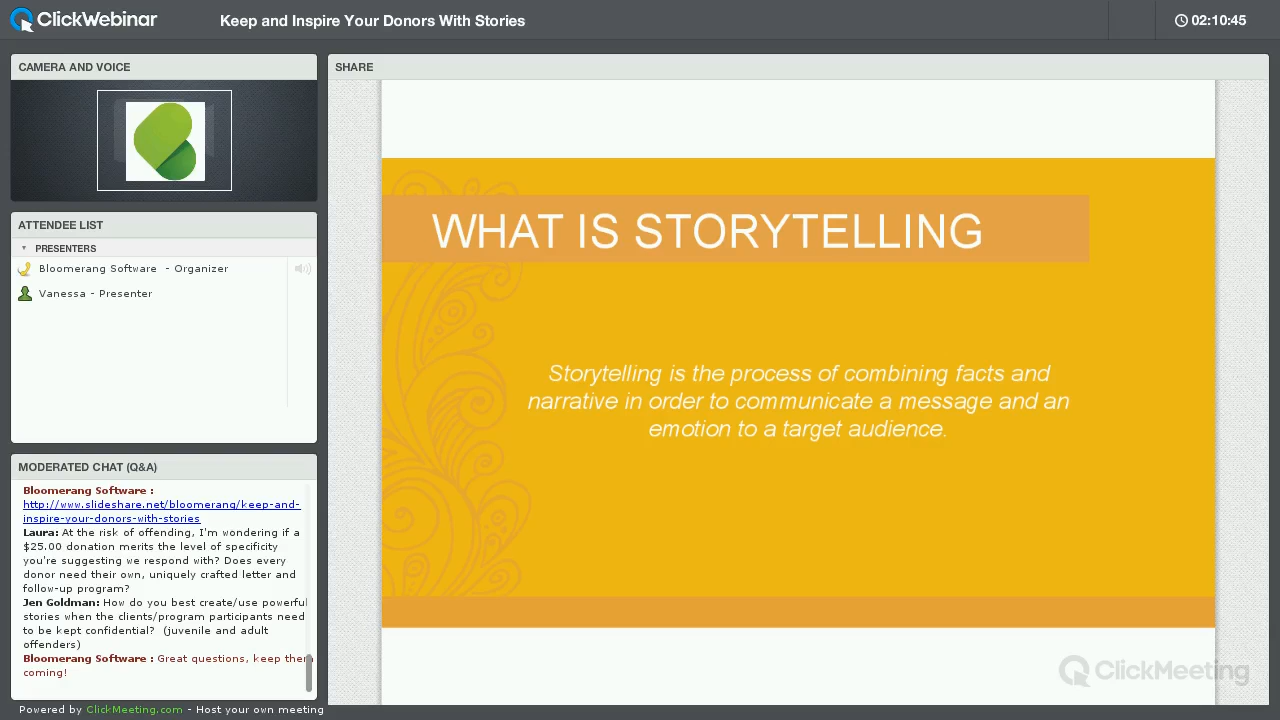 ClickWebinar
Keep and Inspire Your Donors With Stories
02:10:45
CAMERA AND VOICE
ATTENDEE LIST
PRESENTERS
Bloomerang Software - Organizer
Vanessa - Presenter
MODERATED CHAT (Q&A)
Bloomerang Software :
http://www.slideshare.net/bloomerang/keep-and-
inspire-your-donors-with-stories
Laura: At the risk of offending, I'm wondering if a
$25.00 donation merits the level of specificity
you're suggesting we respond with? Does every
donor need their own, uniquely crafted letter and
follow-up program?
Jen Goldman: How do you best create/use powerful
stories when the clients/program participants need
to be kept confidential? (juvenile and adult
offenders)
Bloomerang Software : Great questions, keep them
coming!
Powered by ClickMeeting.com - Host your own meeting
SHARE
WHAT IS STORYTELLING
Storytelling is the process of combining facts and
narrative in order to communicate a message and an
emotion to a target audience.
ClickMeeting